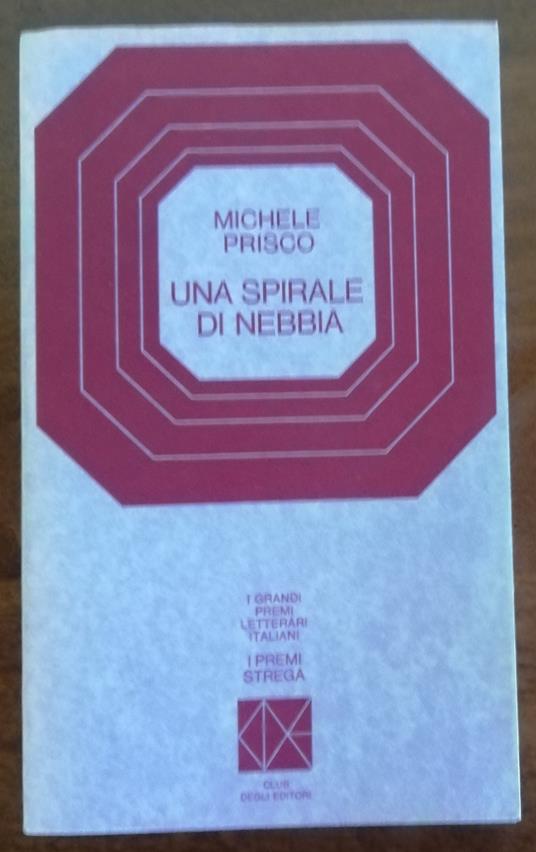 MICHELE
PRISCO
UNA SPIRALE
DI NEBBIA
I GRANDI
PREMI
LETTERARI
ITALIANI
I PREMI
STREGA
CLUB
DEGLI EDITORI